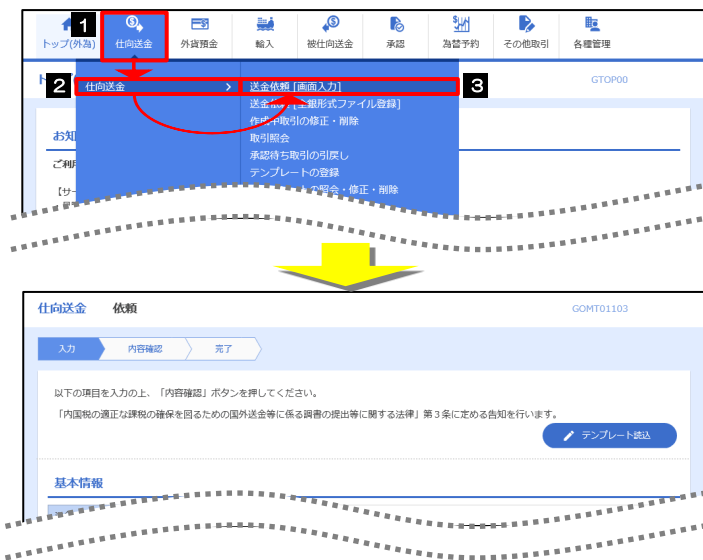 1
トップ(外為) 仕向送金 外貨預金 輸入 被仕向送金 承認 為替予約 その他取引 各種管理
GTOP00
2 仕向送金 > 送金依頼 [画面入力] 3
作成中取引の修正・削除
お知
取引照会
承認待ち取引の引戻し
ご利用
テンプレートの登録
【サー
の照会・修正・削除
仕向送金 依頼 GOMT01103
入力 内容確認 完了
以下の項目を入力の上、「内容確認」ボタンを押してください。
「内国税の適正な課税の確保を図るための国外送金等に係る調書の提出等に関する法律」第３条に定める告知を行います。
テンプレート読込
基本情報